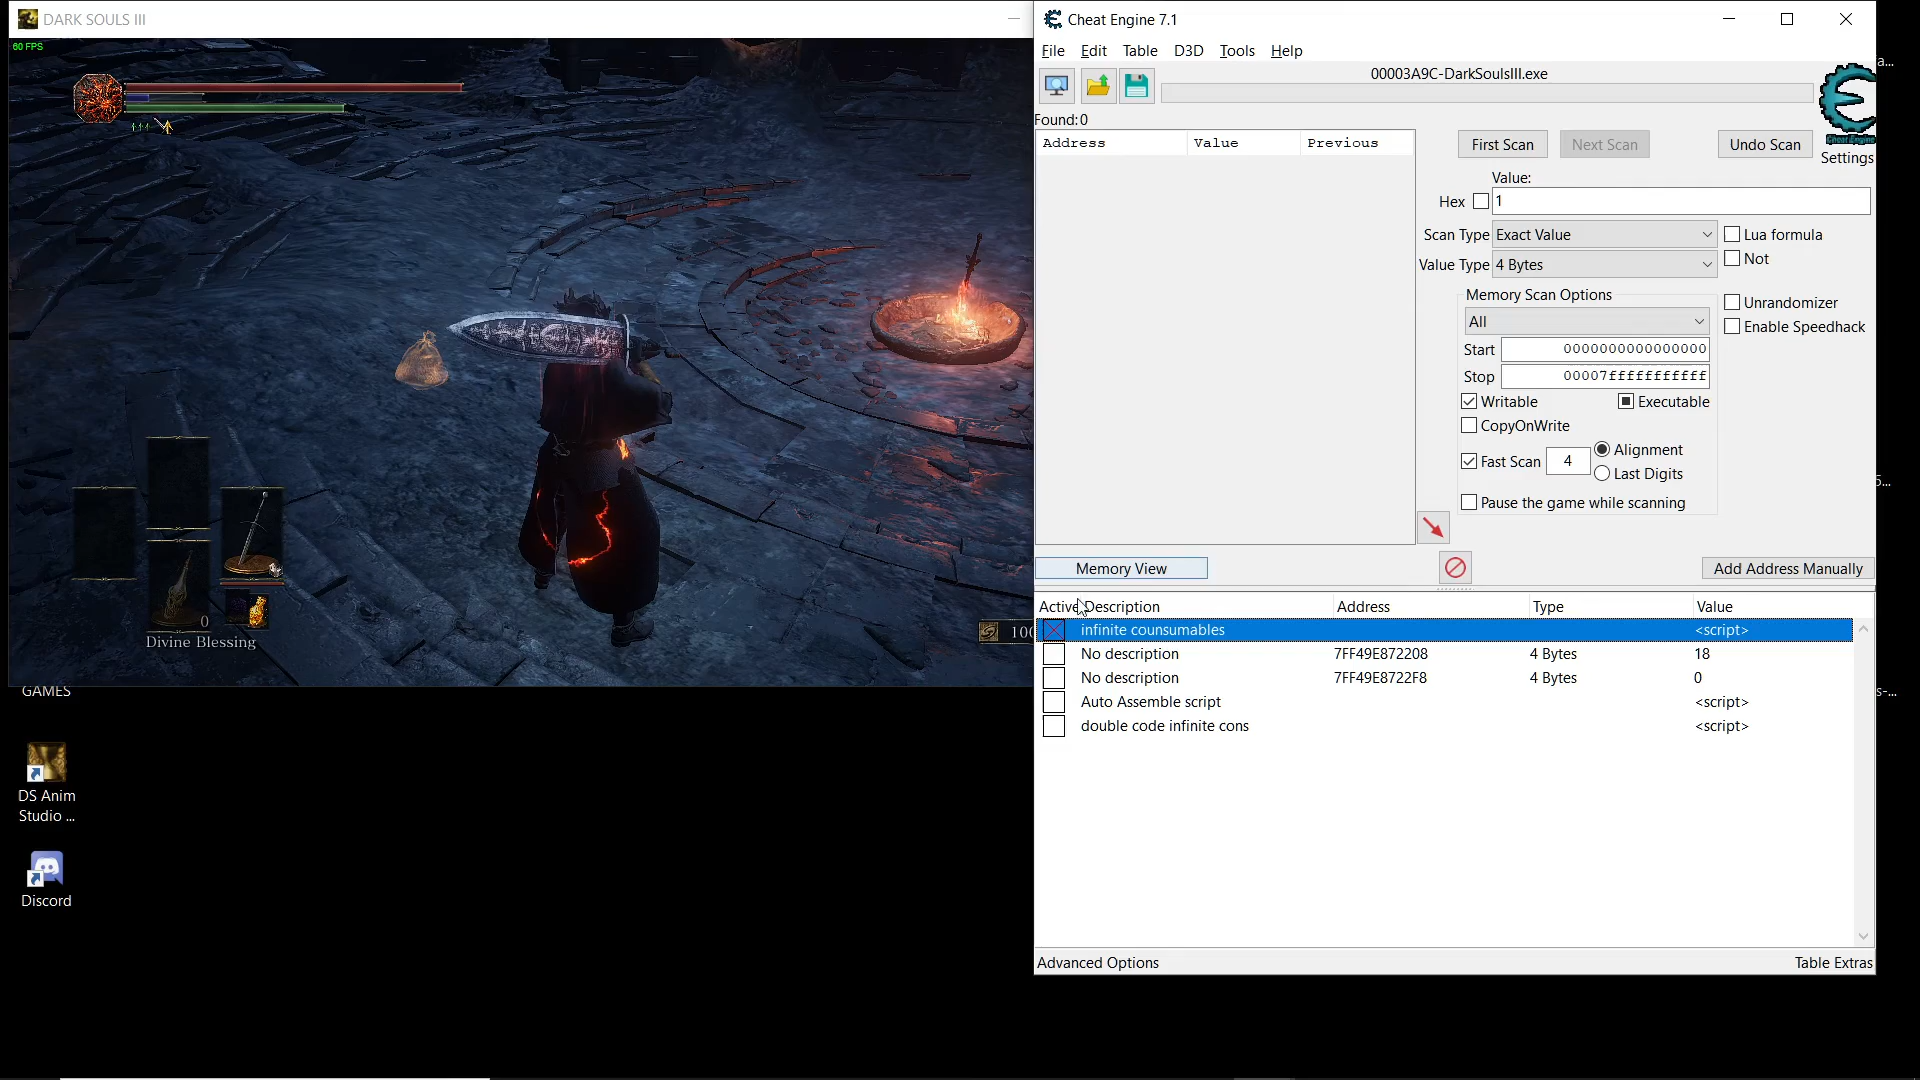 DARK SOULS III
60 FPS
0
Divine Blessing
100
GAMES
DS Anim
Studio ...
Discord
Cheat Engine 7.1
File Edit Table D3D Tools Help
00003A9C-DarkSoulsIII.exe
Found:0
Address Value Previous
First Scan Next Scan Undo Scan
Cheat Engine
Settings
Value:
Hex 1
Scan Type Exact Value Lua formula
Value Type 4 Bytes Not
Memory Scan Options
All
Unrandomizer
Enable Speedhack
Start 0000000000000000
Stop 00007fffffffffff
Writable Executable
CopyOnWrite
Fast Scan 4 Alignment
Last Digits
Pause the game while scanning
Memory View Add Address Manually
Active Description Address Type Value
infinite counsumables <script>
No description 7FF49E872208 4 Bytes 18
No description 7FF49E8722F8 4 Bytes 0
Auto Assemble script <script>
double code infinite cons <script>
Advanced Options Table Extras
a...
s-...